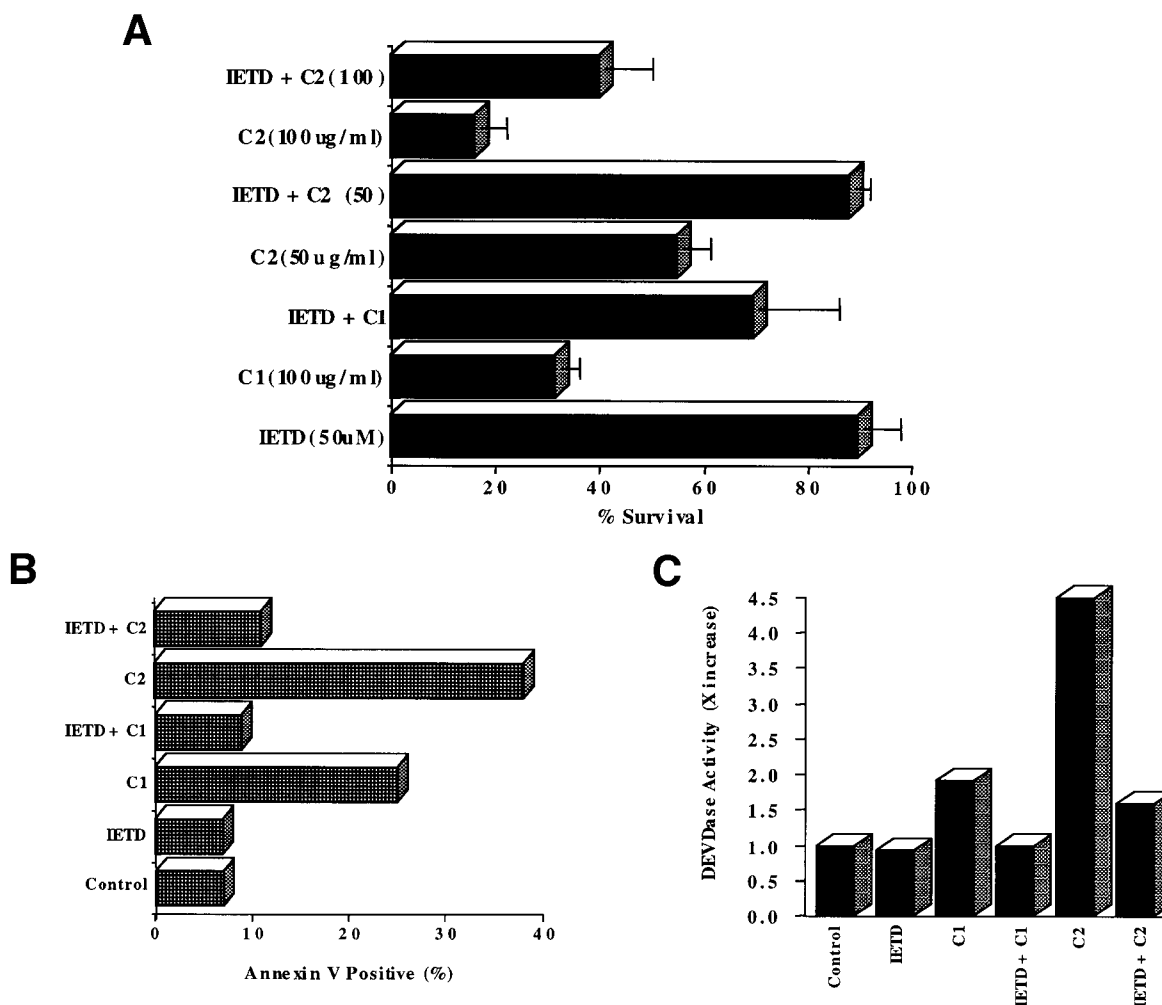 A
IETD + C2 (100)
C2 (100 ug/ml)
IETD + C2 (50)
C2 (50 ug/ml)
IETD + C1
C1 (100 ug/ml)
IETD (50uM)
0 20 40 60 80 100
% Survival
B
IETD + C2
C2
IETD + C1
C1
IETD
Control
0 10 20 30 40
Annexin V Positive (%)
C
DEVDase Activity (X increase)
4.5
4.0
3.5
3.0
2.5
2.0
1.5
1.0
0.5
0.0
Control
IETD
C1
IETD + C1
C2
IETD + C2